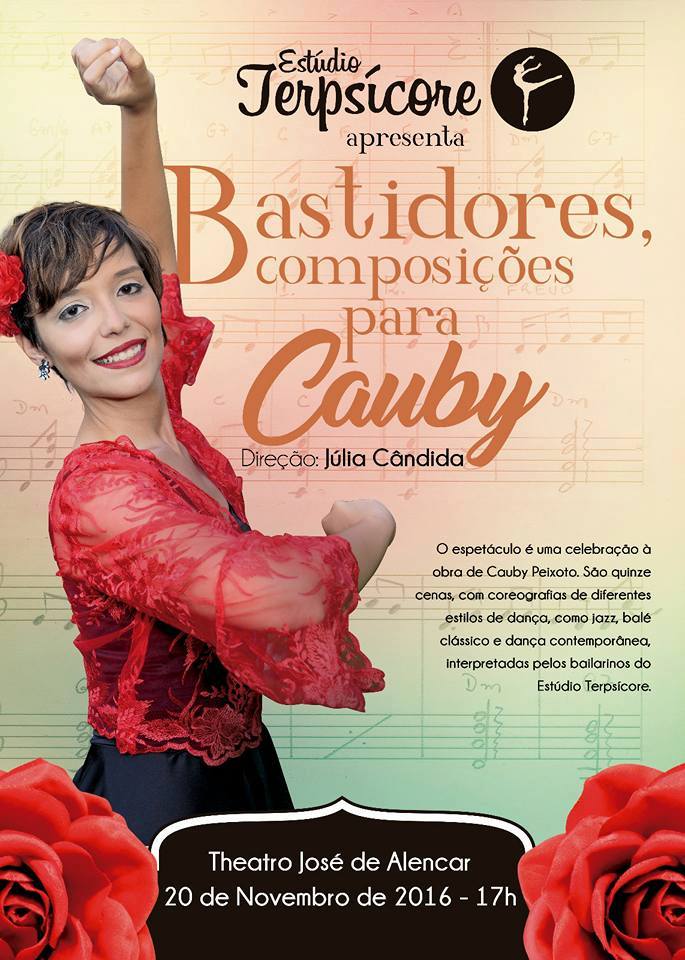 Estúdio
Terpsícore
apresenta
Bastidores,
composições
para
Cauby
Direção: Júlia Cândida
O espetáculo é uma celebração à
obra de Cauby Peixoto. São quinze
cenas, com coreografias de diferentes
estilos de dança, como jazz, balé
clássico e dança contemporânea,
interpretadas pelos bailarinos do
Estúdio Terpsícore.
Dm
Dm
Theatro José de Alencar
20 de Novembro de 2016 - 17h